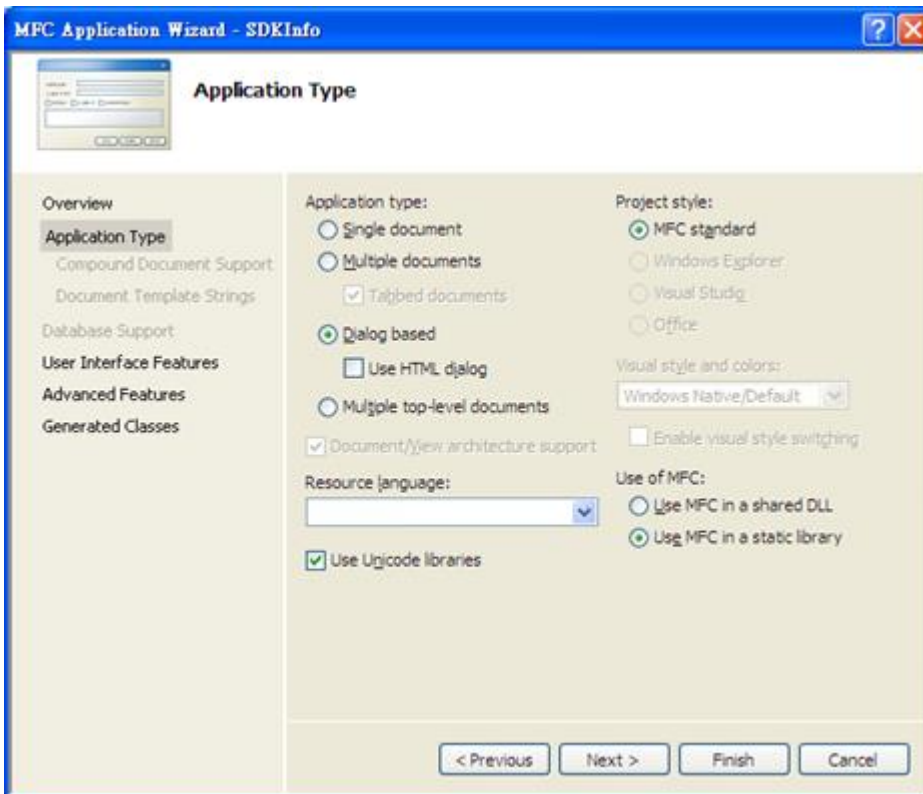 MFC Application Wizard - SDKInfo
Application Type
Overview
Application Type
Compound Document Support
Document Template Strings
Database Support
User Interface Features
Advanced Features
Generated Classes
Application type:
Single document
Multiple documents
Tabbed documents
Dialog based
Use HTML dialog
Multiple top-level documents
Document/View architecture support
Resource language:
Use Unicode libraries
Project style:
MFC standard
Windows Explorer
Visual Studio
Office
Visual style and colors:
Windows Native/Default
Enable visual style switching
Use of MFC:
Use MFC in a shared DLL
Use MFC in a static library
< Previous
Next >
Finish
Cancel